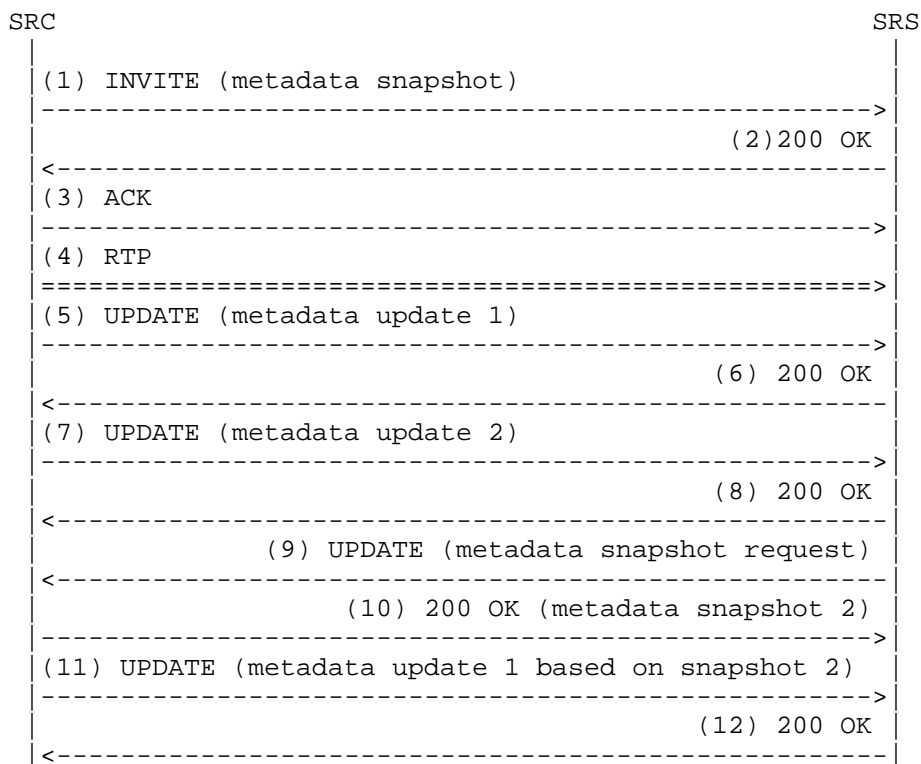 SRC SRS
(1) INVITE (metadata snapshot)
(2)200 OK
(3) ACK
(4) RTP
(5) UPDATE (metadata update 1)
(6) 200 OK
(7) UPDATE (metadata update 2)
(8) 200 OK
(9) UPDATE (metadata snapshot request)
(10) 200 OK (metadata snapshot 2)
(11) UPDATE (metadata update 1 based on snapshot 2)
(12) 200 OK